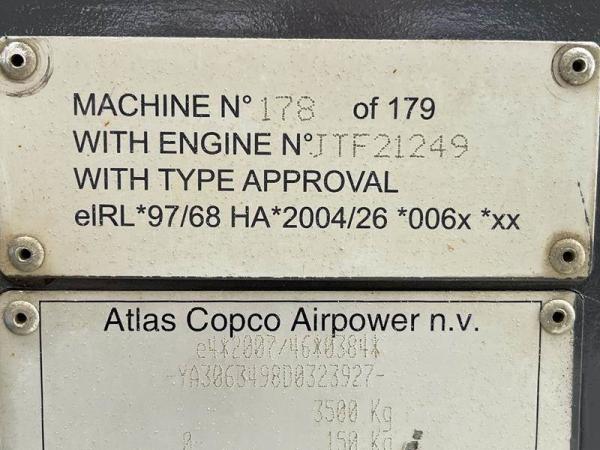 MACHINE N° 178 of 179
WITH ENGINE N° JTF21249
WITH TYPE APPROVAL
eIRL*97/68 HA*2004/26 *006x *xx
Atlas Copco Airpower n.v.
e4*2007/46*0384*
-YA3063498D0323927-
3500 Kg
0- 150 Kg